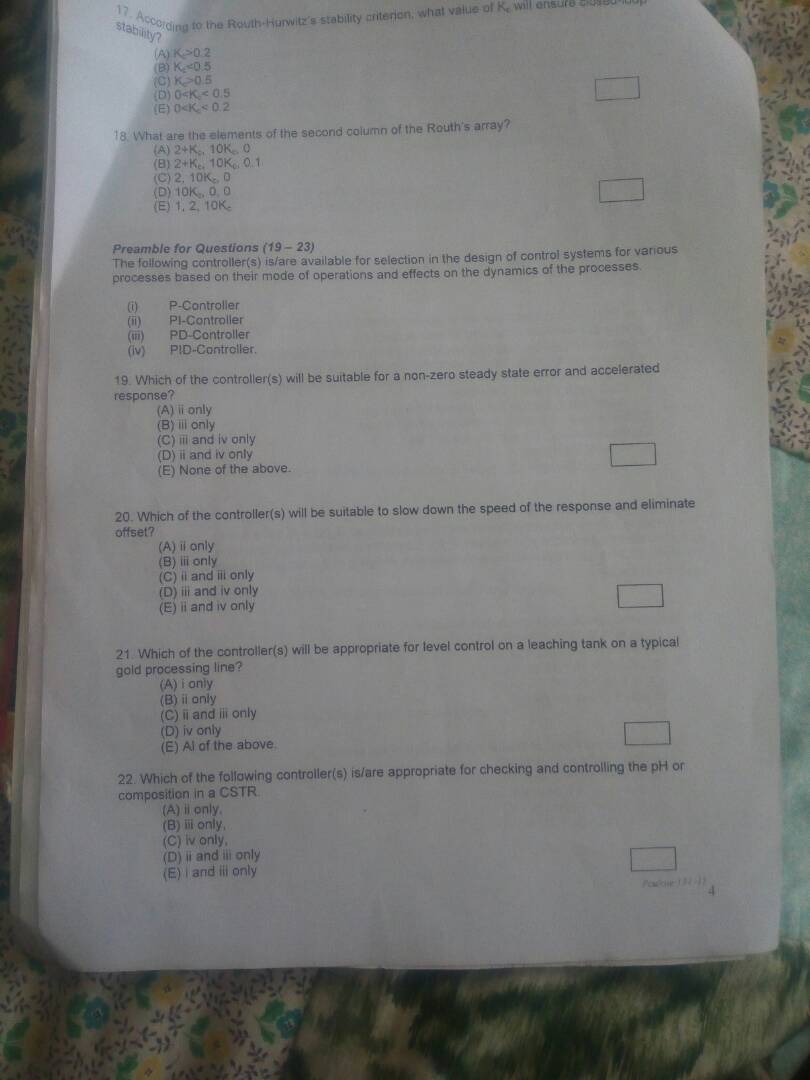 17. According to the Routh-Hurwitz's stability criterion, what value of Kc will ensure closed-loop
stability?
(A) Kc>0.2
(B) Kc<0.5
(C) Kc>0.5
(D) 0<Kc< 0.5
(E) 0<Kc< 0.2
18. What are the elements of the second column of the Routh's array?
(A) 2+Kc, 10Kc, 0
(B) 2+Kc, 10Kc, 0.1
(C) 2, 10Kc, 0
(D) 10Kc, 0, 0
(E) 1, 2, 10Kc
Preamble for Questions (19 – 23)
The following controller(s) is/are available for selection in the design of control systems for various
processes based on their mode of operations and effects on the dynamics of the processes.
(i) P-Controller
(ii) PI-Controller
(iii) PD-Controller
(iv) PID-Controller.
19. Which of the controller(s) will be suitable for a non-zero steady state error and accelerated
response?
(A) ii only
(B) iii only
(C) iii and iv only
(D) ii and iv only
(E) None of the above.
20. Which of the controller(s) will be suitable to slow down the speed of the response and eliminate
offset?
(A) ii only
(B) iii only
(C) ii and iii only
(D) iii and iv only
(E) ii and iv only
21. Which of the controller(s) will be appropriate for level control on a leaching tank on a typical
gold processing line?
(A) i only
(B) ii only
(C) ii and iii only
(D) iv only
(E) Al of the above.
22. Which of the following controller(s) is/are appropriate for checking and controlling the pH or
composition in a CSTR.
(A) ii only,
(B) iii only,
(C) iv only,
(D) ii and iii only
(E) i and iii only
4